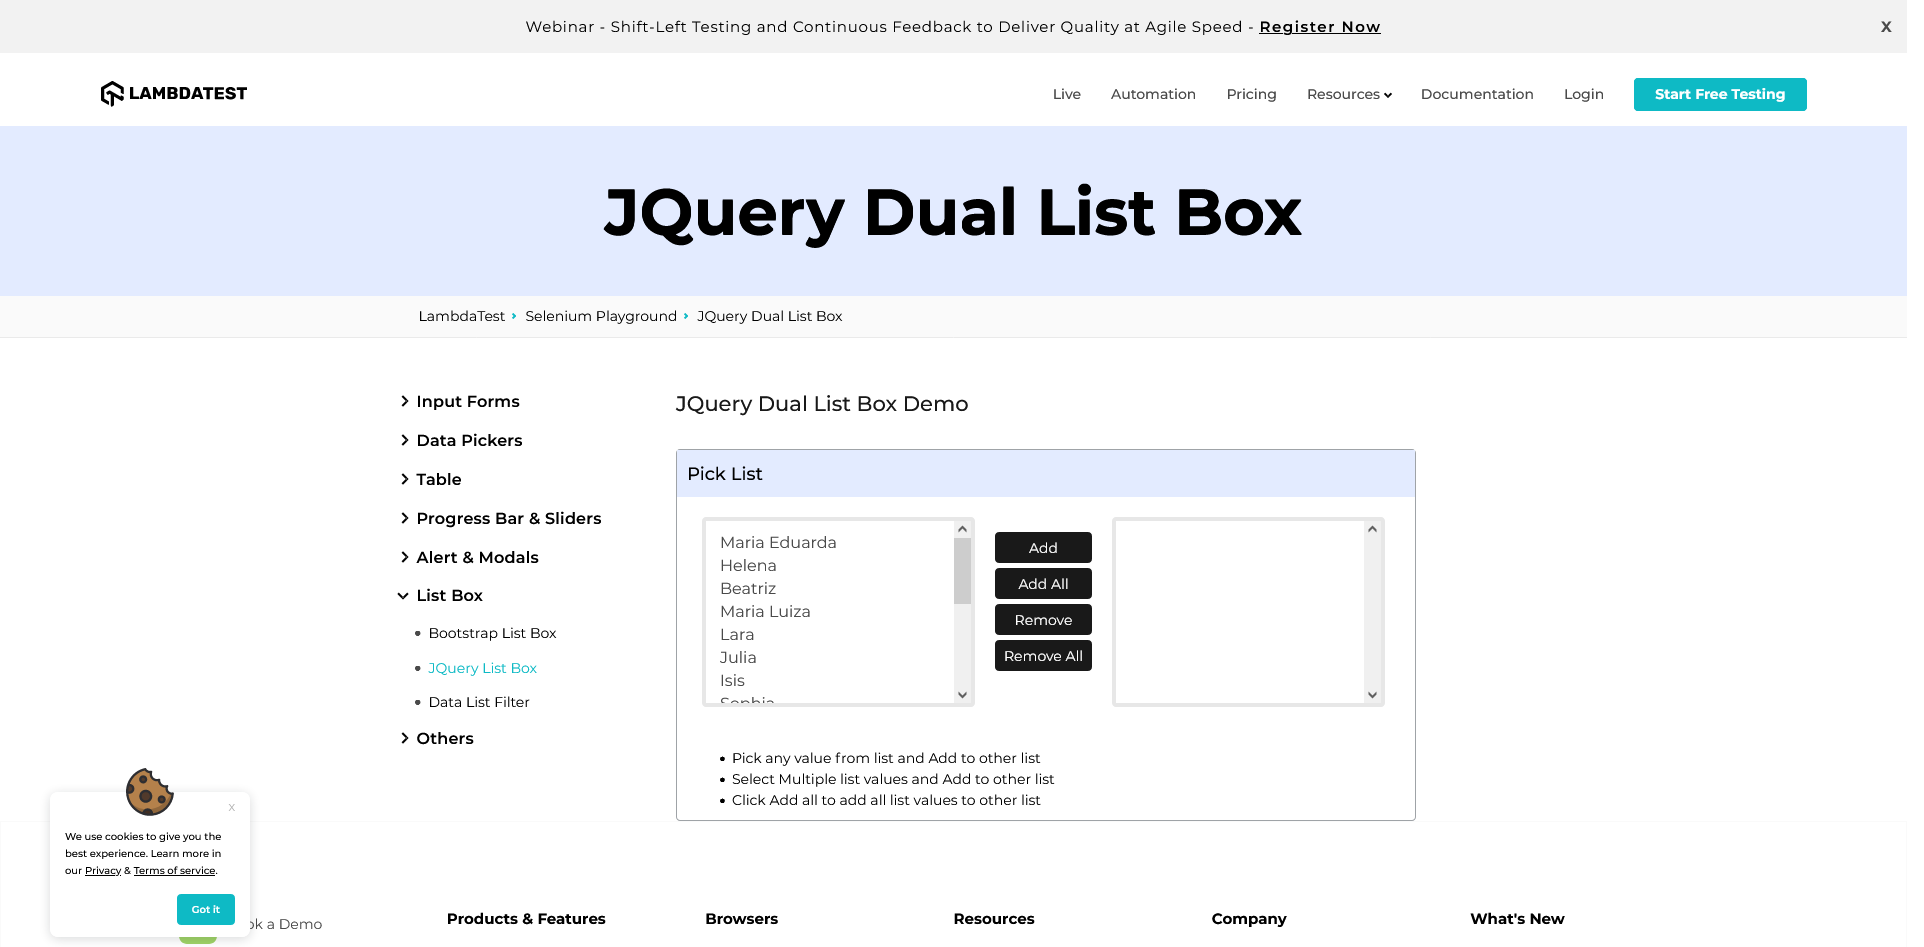 Webinar - Shift-Left Testing and Continuous Feedback to Deliver Quality at Agile Speed - Register Now
X
LAMBDATEST
Live
Automation
Pricing
Resources
Documentation
Login
Start Free Testing
JQuery Dual List Box
LambdaTest
Selenium Playground
JQuery Dual List Box
Input Forms
Data Pickers
Table
Progress Bar & Sliders
Alert & Modals
List Box
Bootstrap List Box
JQuery List Box
Data List Filter
Others
JQuery Dual List Box Demo
Pick List
Maria Eduarda
Helena
Beatriz
Maria Luiza
Lara
Julia
Isis
Sophia
Add
Add All
Remove
Remove All
Pick any value from list and Add to other list
Select Multiple list values and Add to other list
Click Add all to add all list values to other list
x
We use cookies to give you the
best experience. Learn more in
our Privacy & Terms of service.
Got it
a Demo
Products & Features
Browsers
Resources
Company
What's New